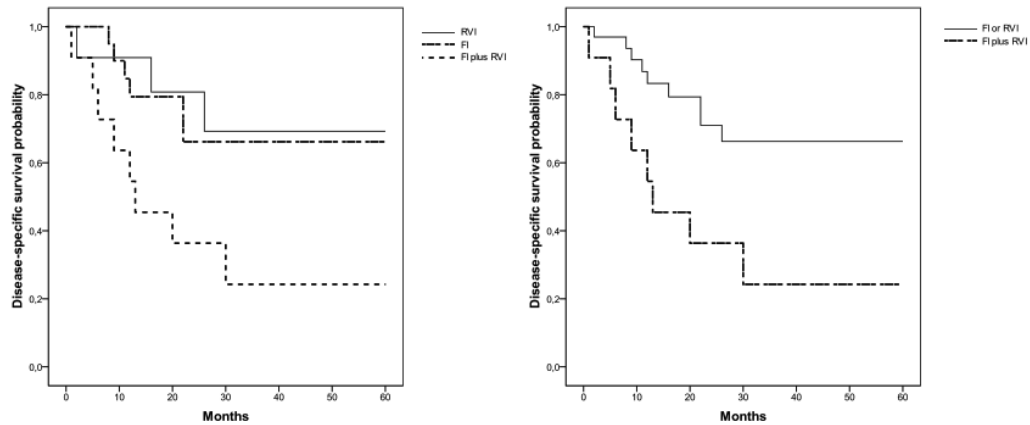 Disease-specific survival probability
1,0
0,8
0,6
0,4
0,2
0,0
0 10 20 30 40 50 60
Months
RVI
FI
FI plus RVI
Disease-specific survival probability
1,0
0,8
0,6
0,4
0,2
0,0
0 10 20 30 40 50 60
Months
FI or RVI
FI plus RVI